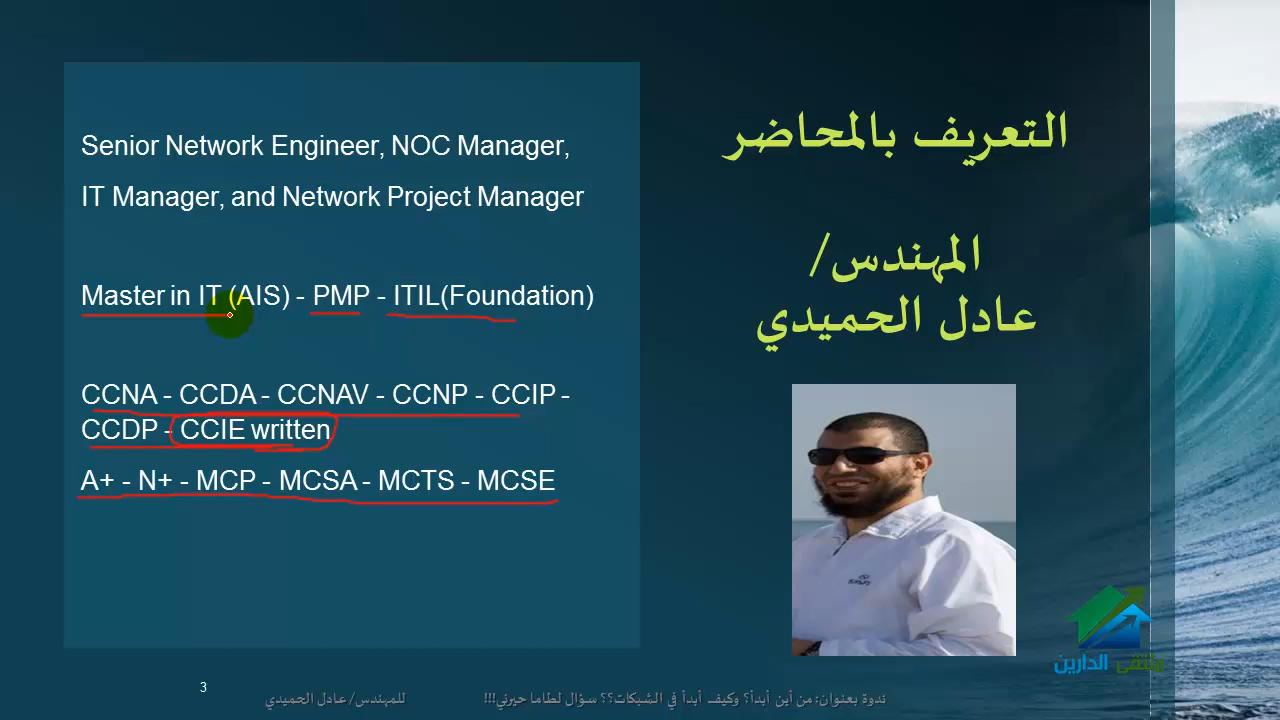 التعريف بالمحاضر
المهندس/
عادل الحميدي
Senior Network Engineer, NOC Manager,
IT Manager, and Network Project Manager
Master in IT (AIS) - PMP - ITIL(Foundation)
CCNA - CCDA - CCNAV - CCNP - CCIP -
CCDP - CCIE written
A+ - N+ - MCP - MCSA - MCTS - MCSE
ملتقى الدارين
3
ندوة بعنوان: من أين أبدأ؟ وكيف أبدأ في الشبكات؟؟ سؤال لطاما حيرني!!! للمهندس/ عادل الحميدي